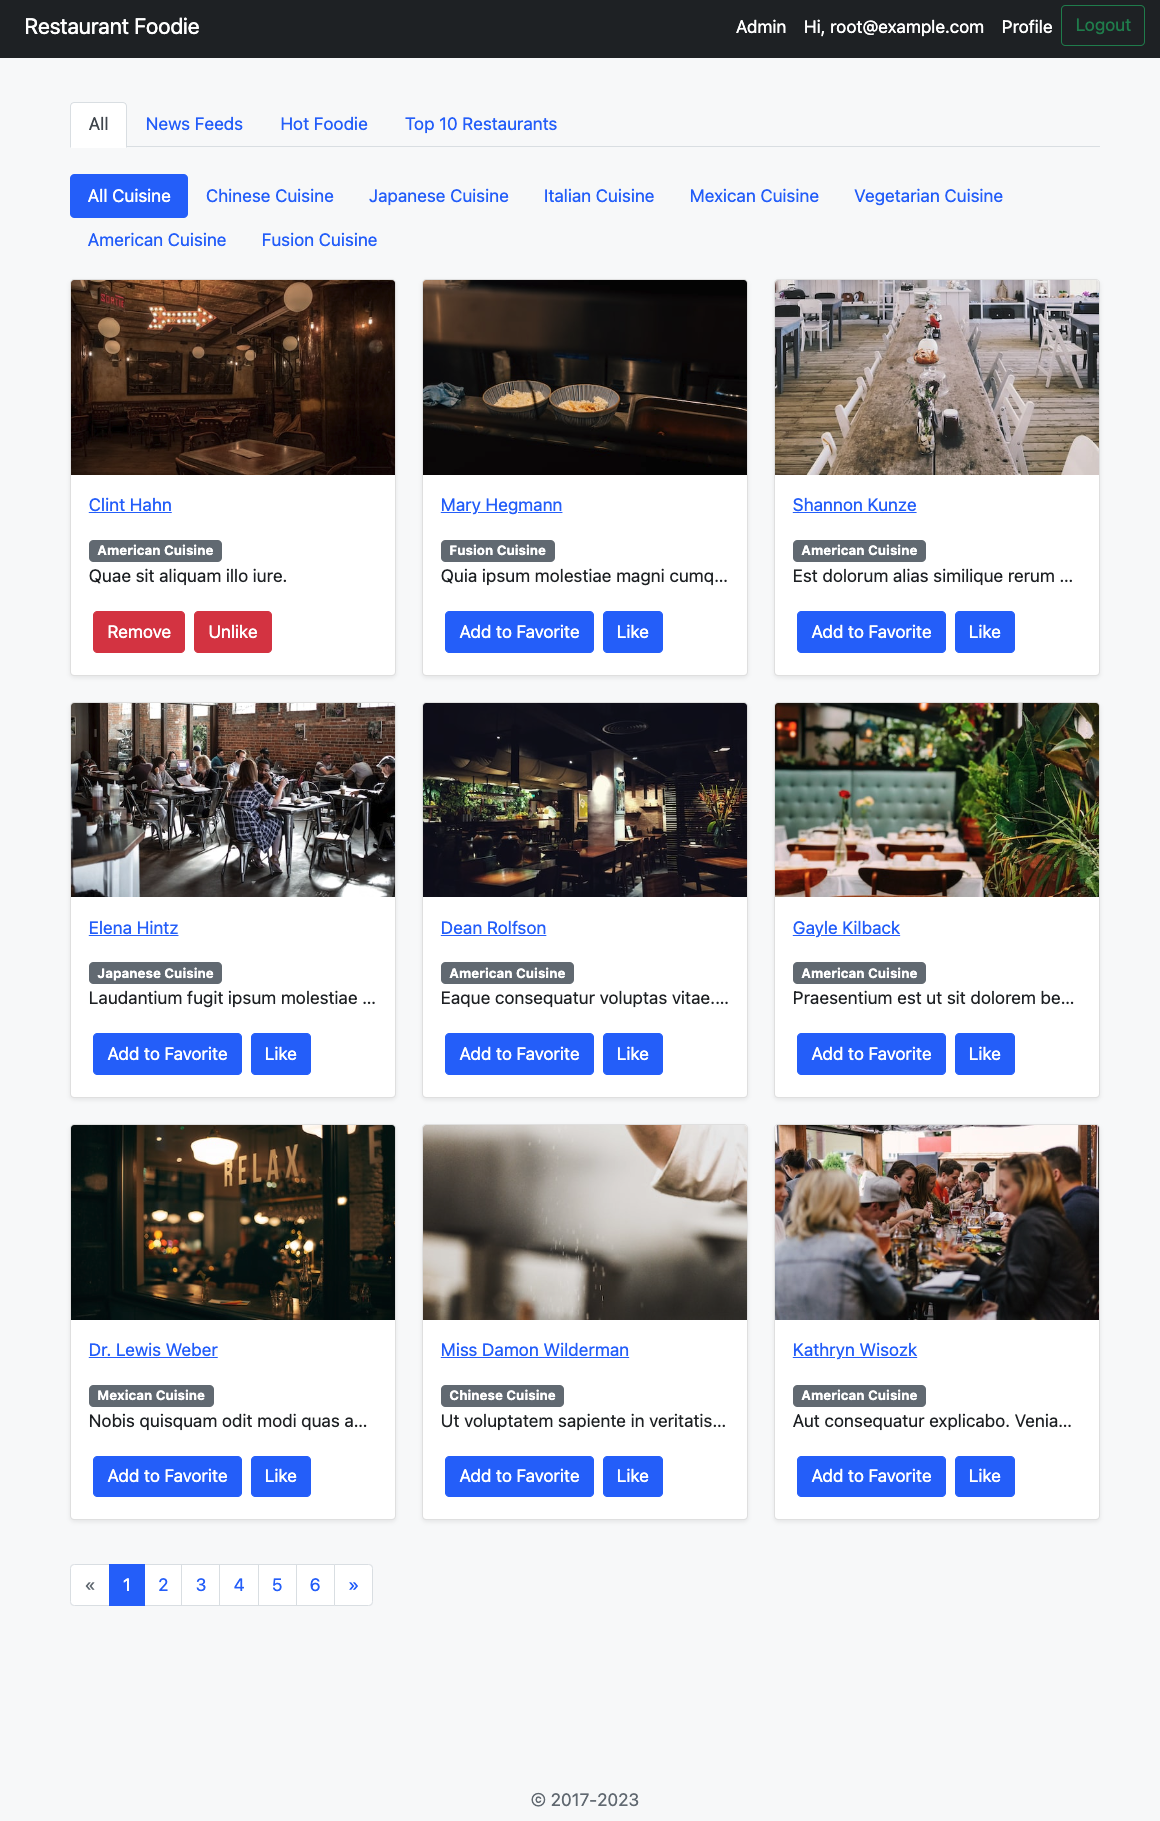 Restaurant Foodie
Admin Hi, root@example.com Profile Logout
All News Feeds Hot Foodie Top 10 Restaurants
All Cuisine Chinese Cuisine Japanese Cuisine Italian Cuisine Mexican Cuisine Vegetarian Cuisine
American Cuisine Fusion Cuisine
Clint Hahn
American Cuisine
Quae sit aliquam illo iure.
Remove Unlike
Mary Hegmann
Fusion Cuisine
Quia ipsum molestiae magni cumq...
Add to Favorite Like
Shannon Kunze
American Cuisine
Est dolorum alias similique rerum ...
Add to Favorite Like
Elena Hintz
Japanese Cuisine
Laudantium fugit ipsum molestiae ...
Add to Favorite Like
Dean Rolfson
American Cuisine
Eaque consequatur voluptas vitae....
Add to Favorite Like
Gayle Kilback
American Cuisine
Praesentium est ut sit dolorem be...
Add to Favorite Like
RELAX
Dr. Lewis Weber
Mexican Cuisine
Nobis quisquam odit modi quas a...
Add to Favorite Like
Miss Damon Wilderman
Chinese Cuisine
Ut voluptatem sapiente in veritatis...
Add to Favorite Like
Kathryn Wisozk
American Cuisine
Aut consequatur explicabo. Venia...
Add to Favorite Like
« 1 2 3 4 5 6 »
© 2017-2023